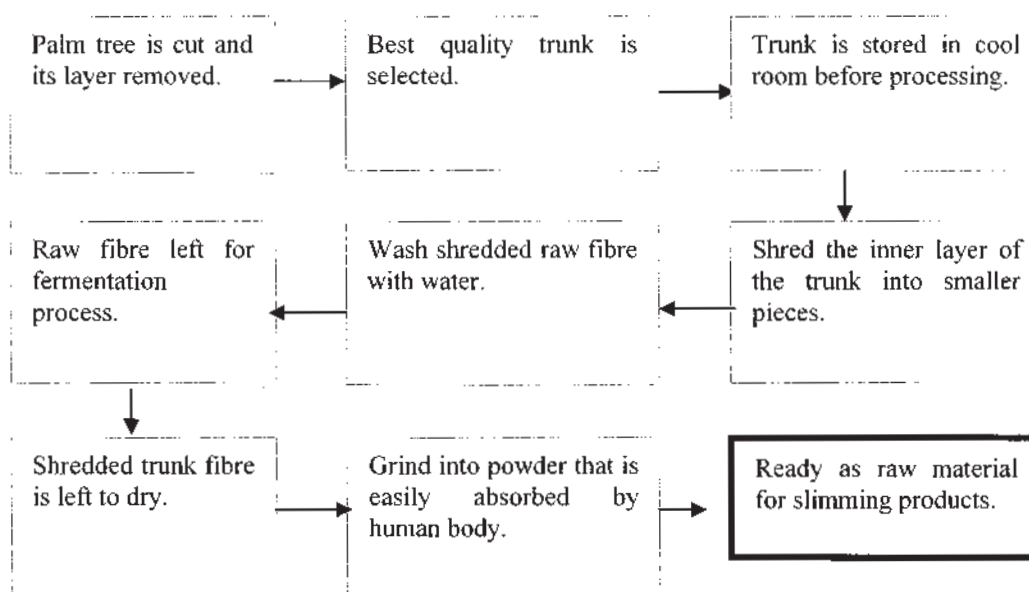 Palm tree is cut and
its layer removed.
Best quality trunk is
selected.
Trunk is stored in cool
room before processing.
Shred the inner layer of
the trunk into smaller
pieces.
Wash shredded raw fibre
with water.
Raw fibre left for
fermentation
process.
Shredded trunk fibre
is left to dry.
Grind into powder that is
easily absorbed by
human body.
Ready as raw material
for slimming products.